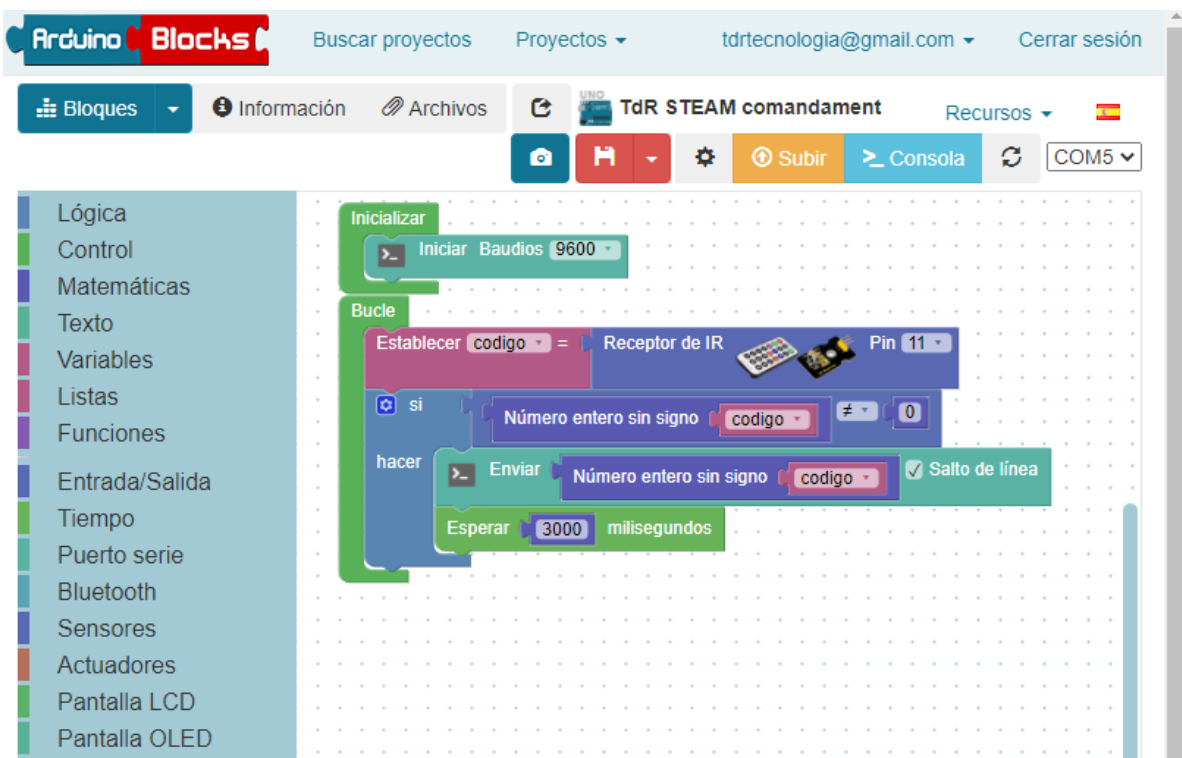 Arduino Blocks
Buscar proyectos
Proyectos
tdrtecnologia@gmail.com
Cerrar sesión
Bloques
Información
Archivos
UNO
TdR STEAM comandament
Recursos
Subir
>_ Consola
COM5
Lógica
Control
Matemáticas
Texto
Variables
Listas
Funciones
Entrada/Salida
Tiempo
Puerto serie
Bluetooth
Sensores
Actuadores
Pantalla LCD
Pantalla OLED
Inicializar
>_ Iniciar Baudios 9600
Bucle
Establecer codigo = Receptor de IR Pin 11
si Número entero sin signo codigo ≠ 0
hacer >_ Enviar Número entero sin signo codigo Salto de línea
Esperar 3000 milisegundos